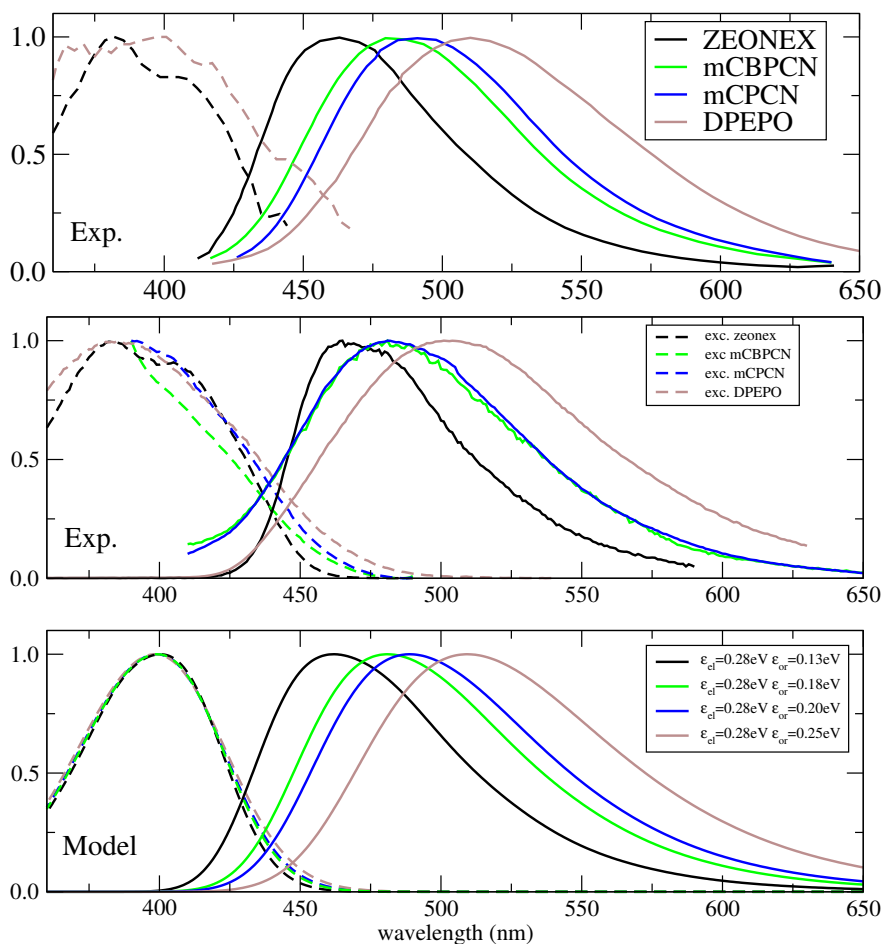 1.0
0.5
0.0
Exp.
ZEONEX
mCBPCN
mCPCN
DPEPO
400 450 500 550 600 650
1.0
0.5
0.0
Exp.
exc. zeonex
exc mCBPCN
exc. mCPCN
exc. DPEPO
400 450 500 550 600 650
1.0
0.5
0.0
Model
ε_el=0.28eV ε_or=0.13eV
ε_el=0.28eV ε_or=0.18eV
ε_el=0.28eV ε_or=0.20eV
ε_el=0.28eV ε_or=0.25eV
400 450 500 550 600 650
wavelength (nm)